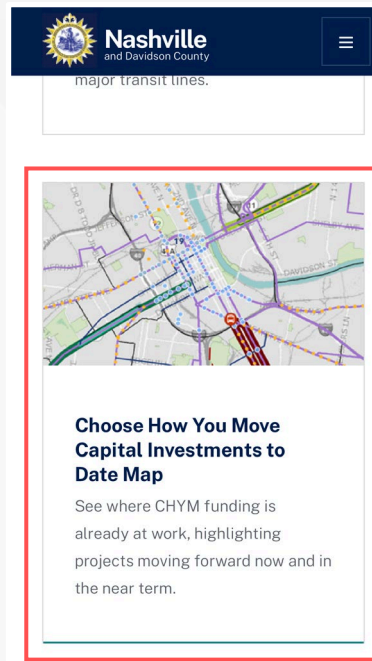 Nashville
and Davidson County
major transit lines.
Choose How You Move
Capital Investments to
Date Map
See where CHYM funding is
already at work, highlighting
projects moving forward now and in
the near term.